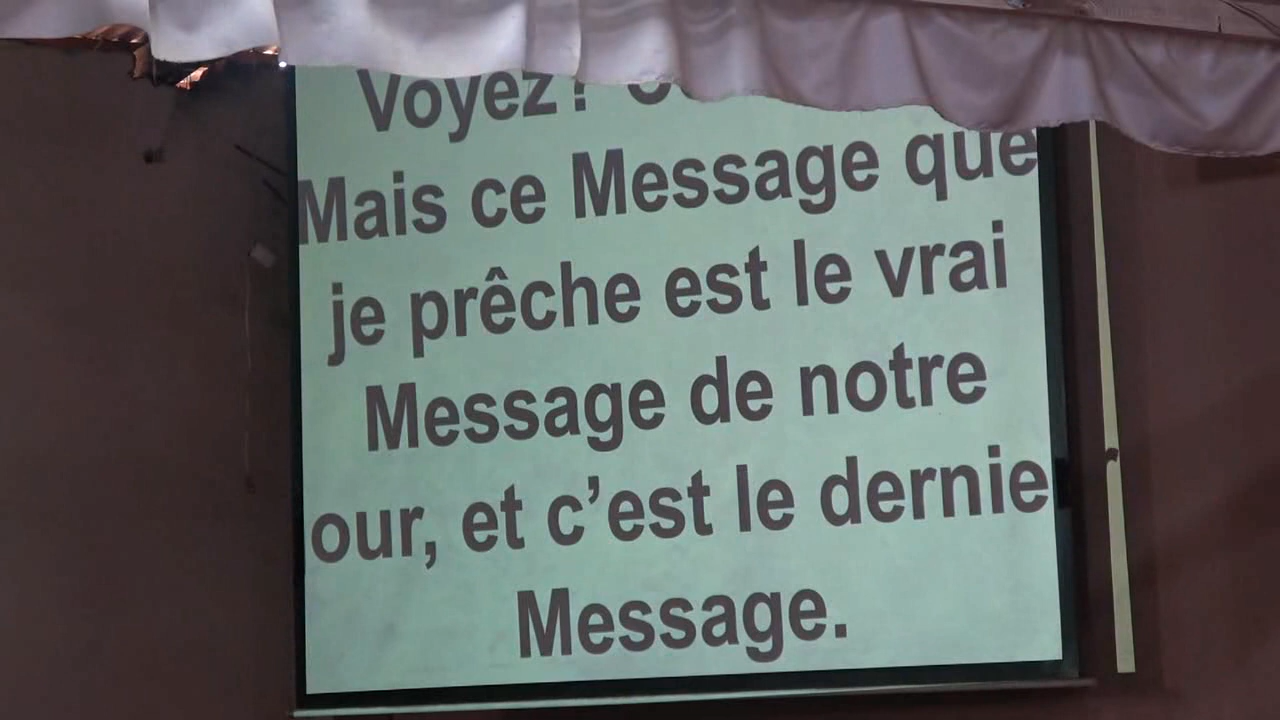 Voyez?
Mais ce Message que
je prêche est le vrai
Message de notre
our, et c'est le dernie
Message.